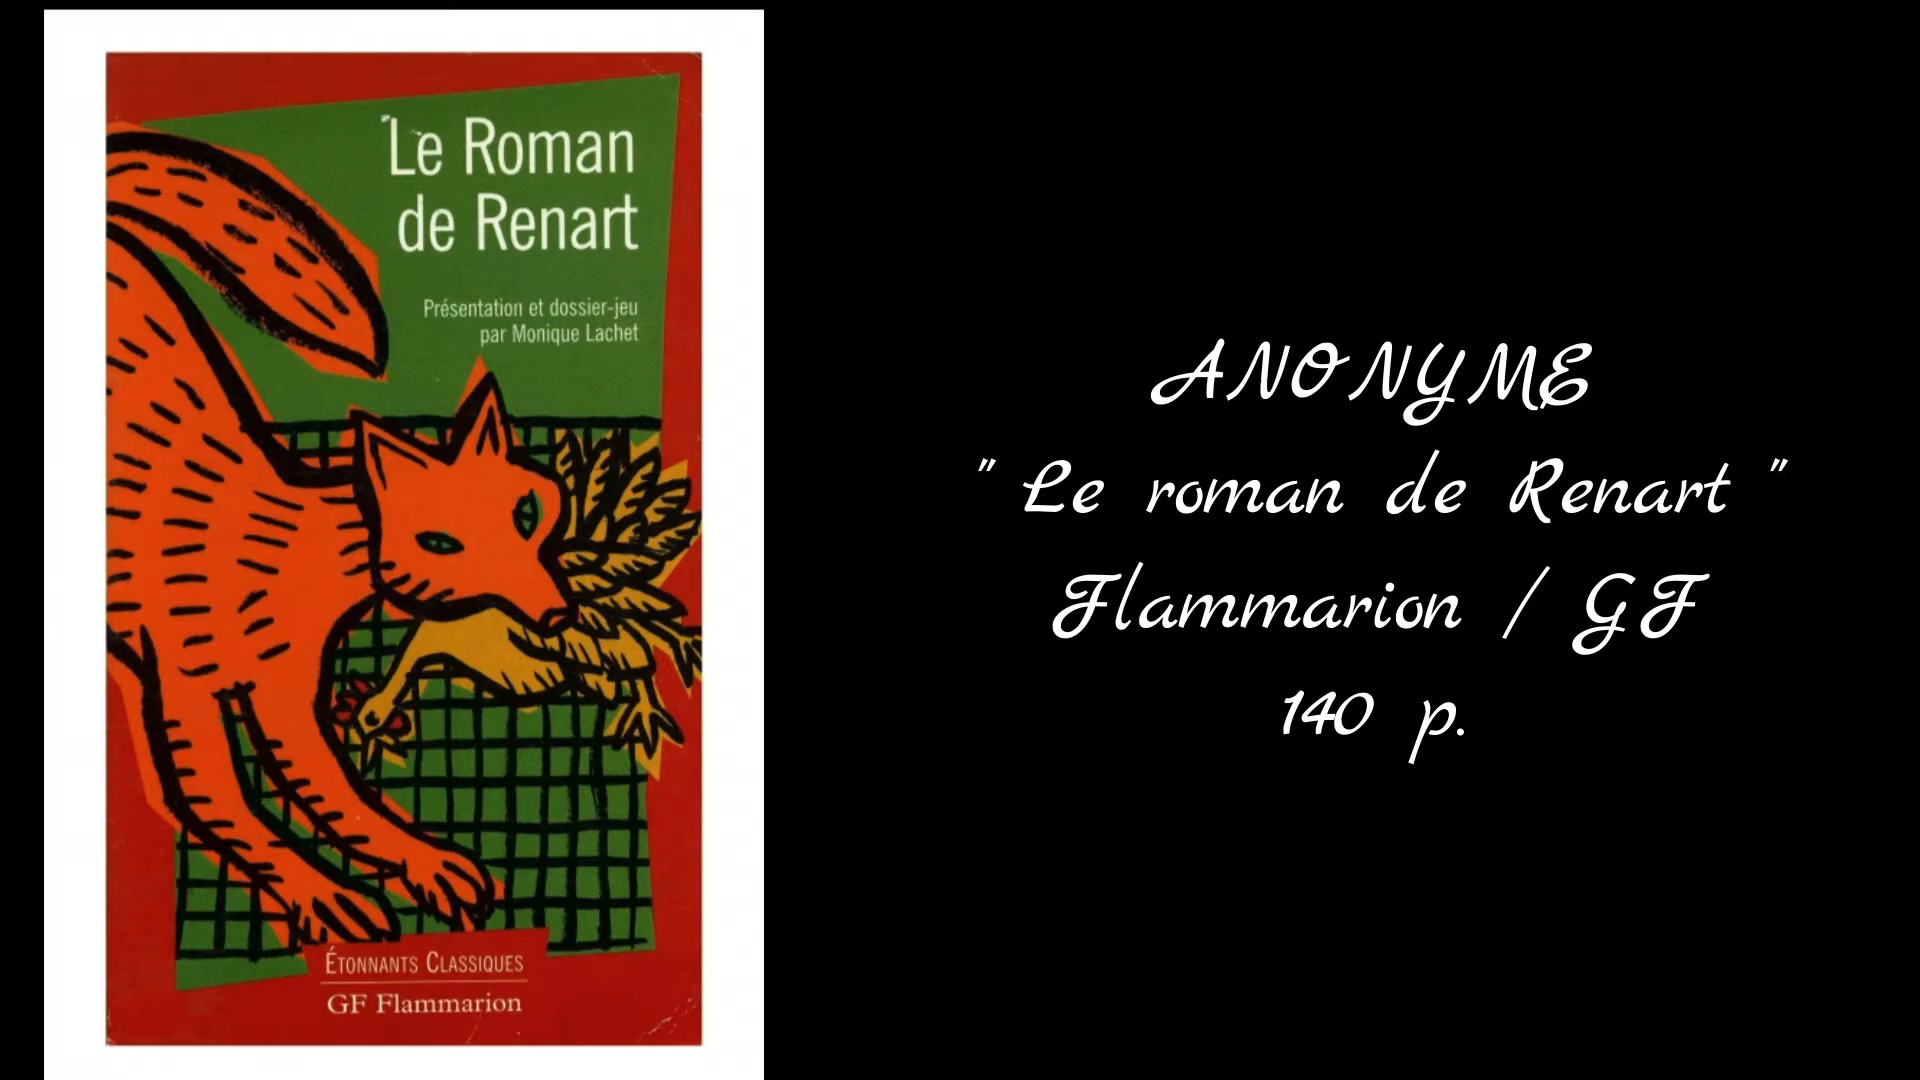 Le Roman
de Renart
Présentation et dossier-jeu
par Monique Lachet
ÉTONNANTS CLASSIQUES
GF Flammarion
ANONYME
" Le roman de Renart "
Flammarion / GF
140 p.